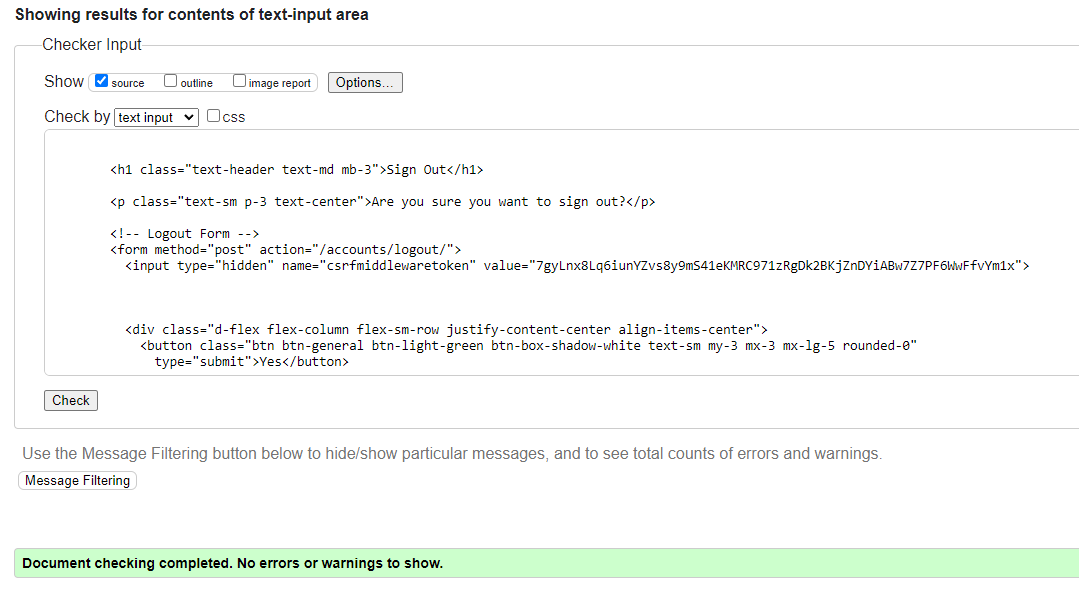 Showing results for contents of text-input area
Checker Input
Show source outline image report Options...
Check by text input css
<h1 class="text-header text-md mb-3">Sign Out</h1>
<p class="text-sm p-3 text-center">Are you sure you want to sign out?</p>
<!-- Logout Form -->
<form method="post" action="/accounts/logout/">
<input type="hidden" name="csrfmiddlewaretoken" value="7gyLnx8Lq6iunYZvs8y9mS41eKMRC971zRgDk2BKjZnDYiABw7Z7PF6WwFfvYm1x">
<div class="d-flex flex-column flex-sm-row justify-content-center align-items-center">
<button class="btn btn-general btn-light-green btn-box-shadow-white text-sm my-3 mx-3 mx-lg-5 rounded-0"
type="submit">Yes</button>
Check
Use the Message Filtering button below to hide/show particular messages, and to see total counts of errors and warnings.
Message Filtering
Document checking completed. No errors or warnings to show.